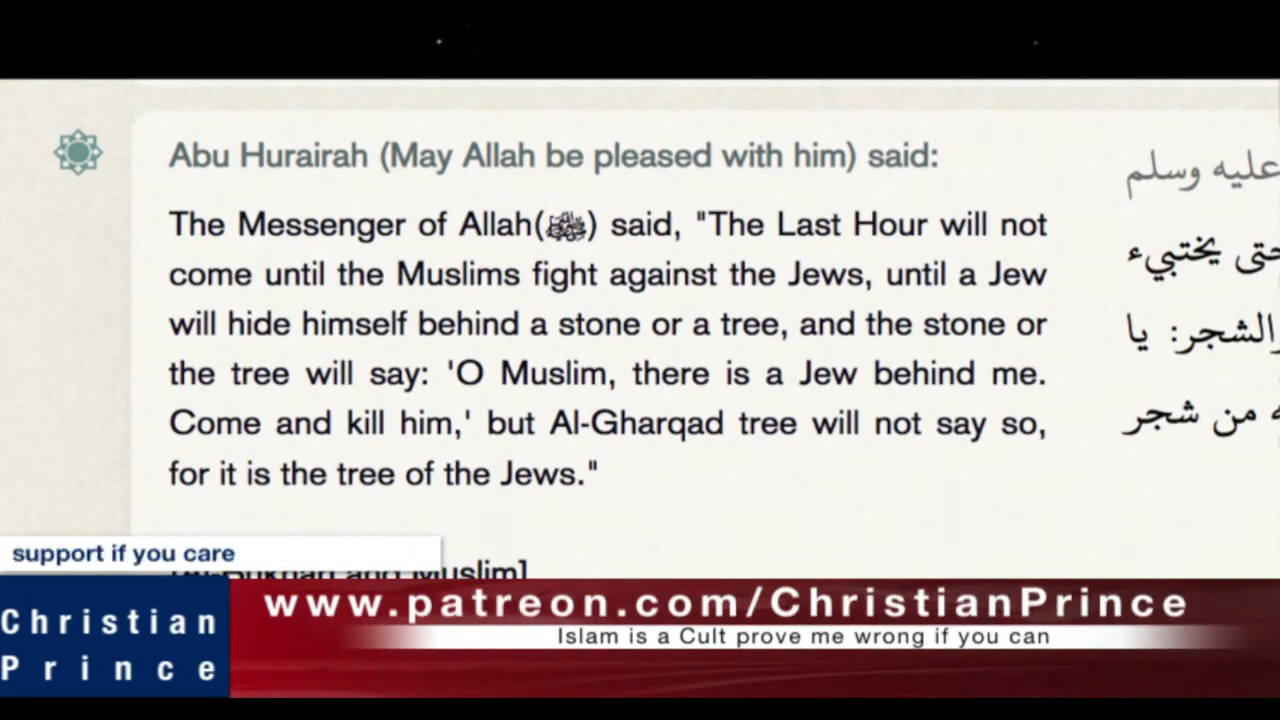 Abu Hurairah (May Allah be pleased with him) said:
The Messenger of Allah(ﷺ) said, "The Last Hour will not
come until the Muslims fight against the Jews, until a Jew
will hide himself behind a stone or a tree, and the stone or
the tree will say: 'O Muslim, there is a Jew behind me.
Come and kill him,' but Al-Gharqad tree will not say so,
for it is the tree of the Jews."
Muslim]
عليه وسلم
حتى يختبيء
والشجر: يا
من شجر
support if you care
Christian
Prince
www.patreon.com/ChristianPrince
Islam is a Cult prove me wrong if you can